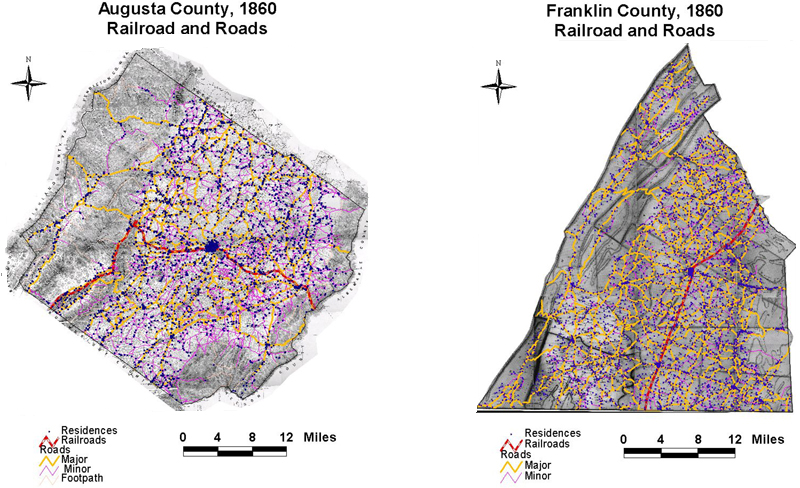 Augusta County, 1860
Railroad and Roads
N
Residences
Railroads
Roads
Major
Minor
Footpath
0 4 8 12 Miles
Franklin County, 1860
Railroad and Roads
N
Residences
Railroads
Roads
Major
Minor
0 4 8 12 Miles